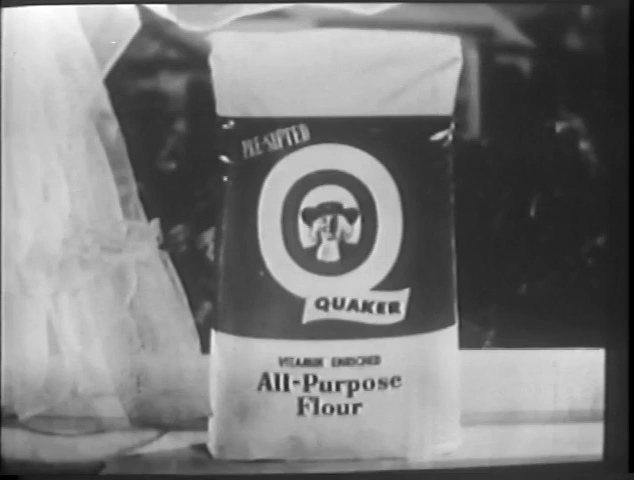 PRE-SIFTED
QUAKER
VITAMIN ENRICHED
All-Purpose
Flour